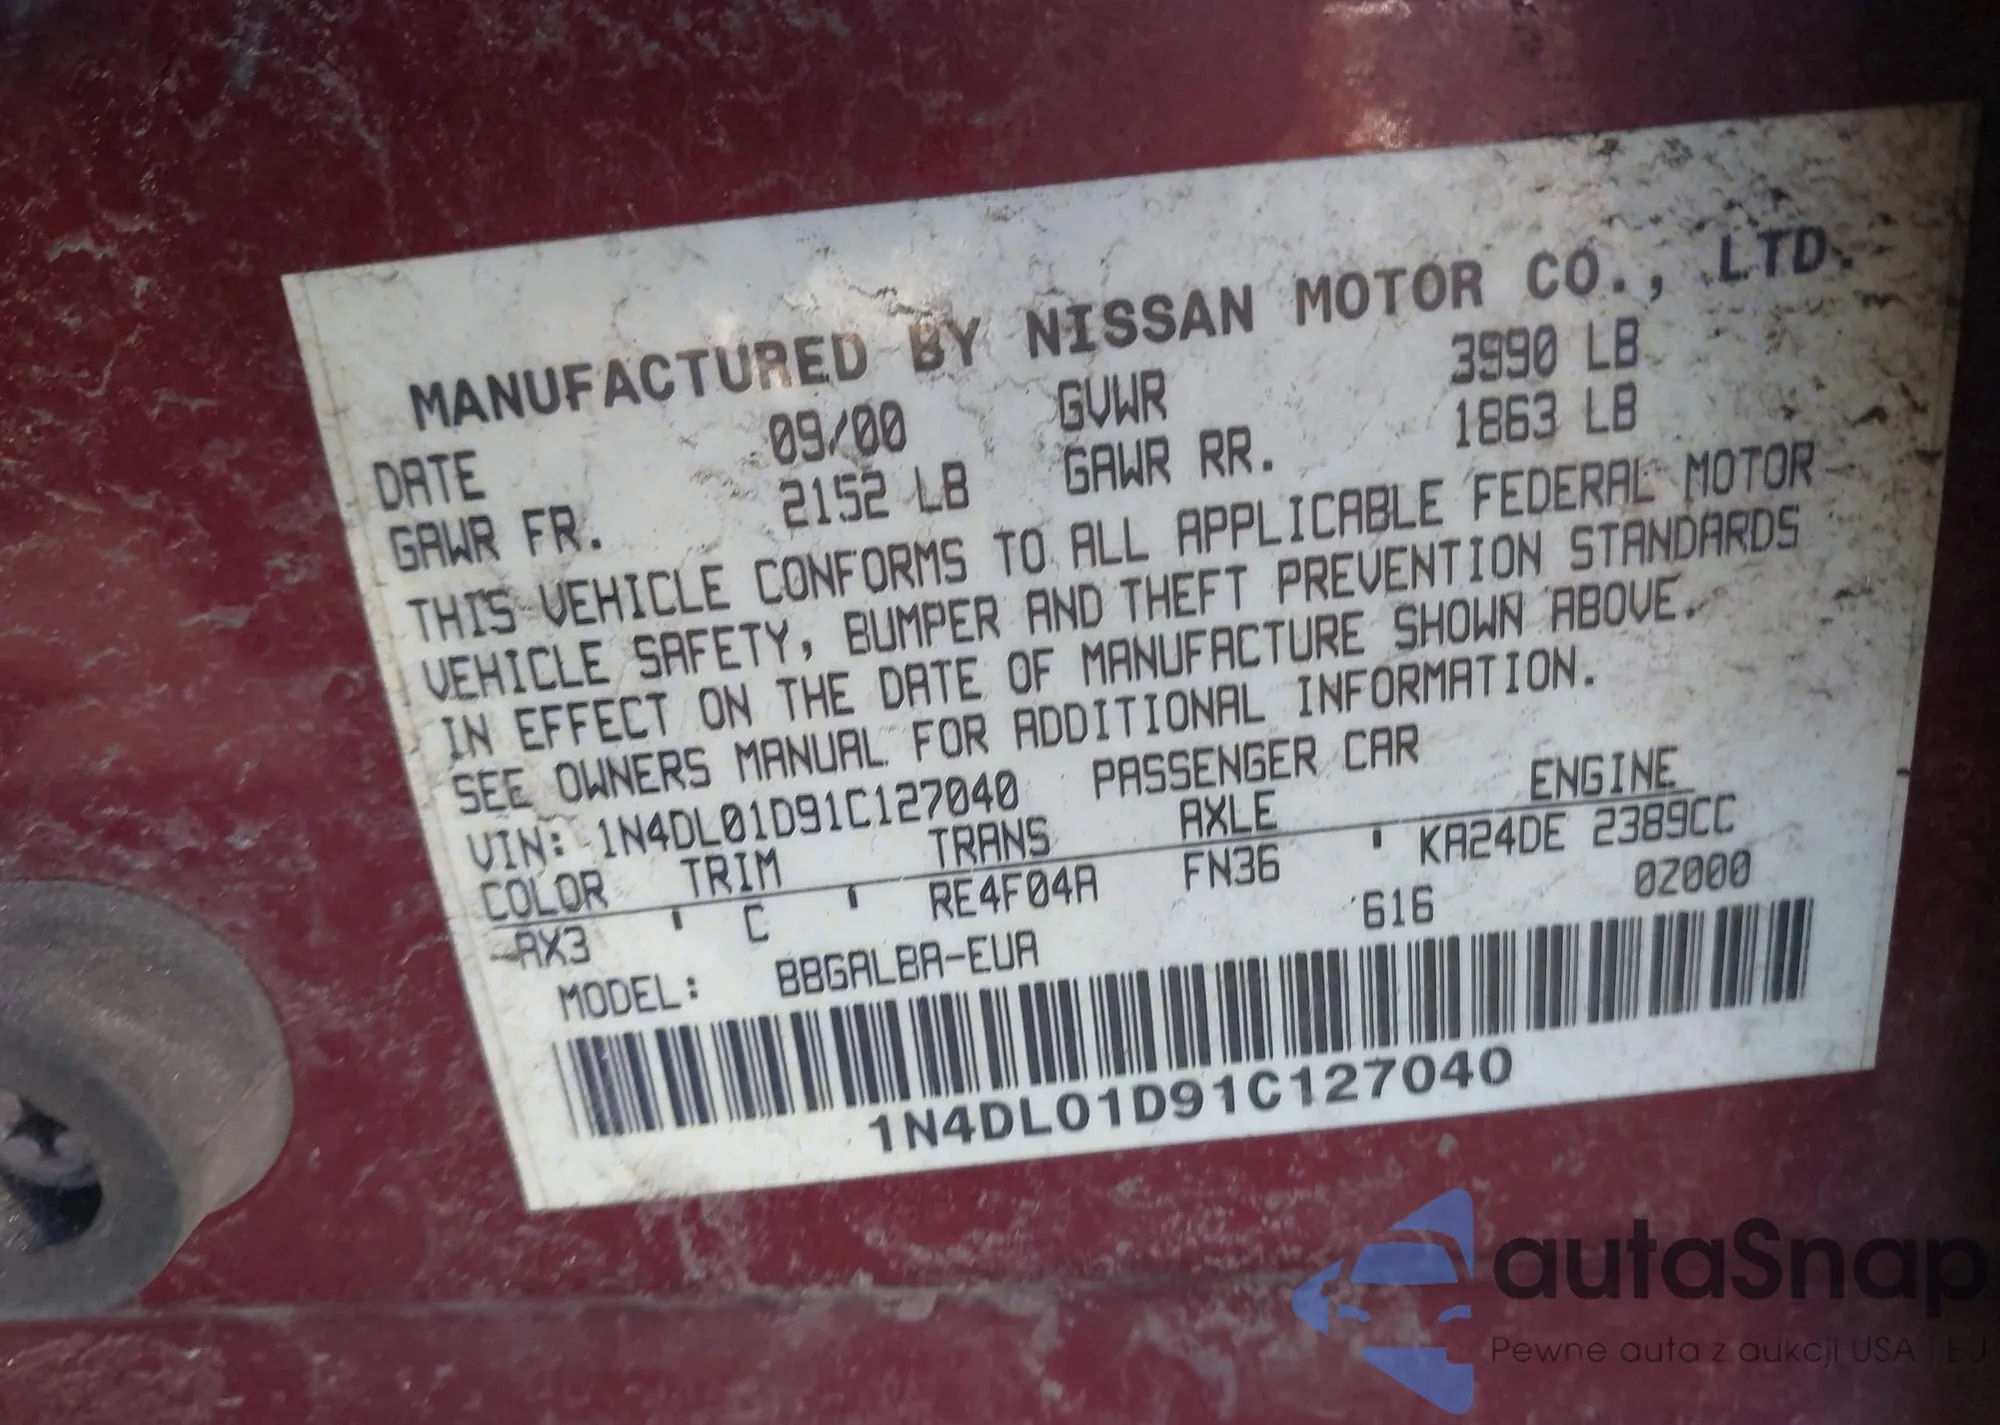 MANUFACTURED BY NISSAN MOTOR CO., LTD.
DATE 09/00 GVWR 3990 LB
GAWR FR. 2152 LB GAWR RR. 1863 LB
THIS VEHICLE CONFORMS TO ALL APPLICABLE FEDERAL MOTOR
VEHICLE SAFETY, BUMPER AND THEFT PREVENTION STANDARDS
IN EFFECT ON THE DATE OF MANUFACTURE SHOWN ABOVE.
SEE OWNERS MANUAL FOR ADDITIONAL INFORMATION.
VIN: 1N4DL01D91C127040 PASSENGER CAR
COLOR TRIM TRANS AXLE ENGINE
AX3 ' C ' RE4F04A FN36 ' KA24DE 2389CC
MODEL: BBGALBA-EUA 616 0Z000
1N4DL01D91C127040
autaSnap
Pewne auta z aukcji USA i EU